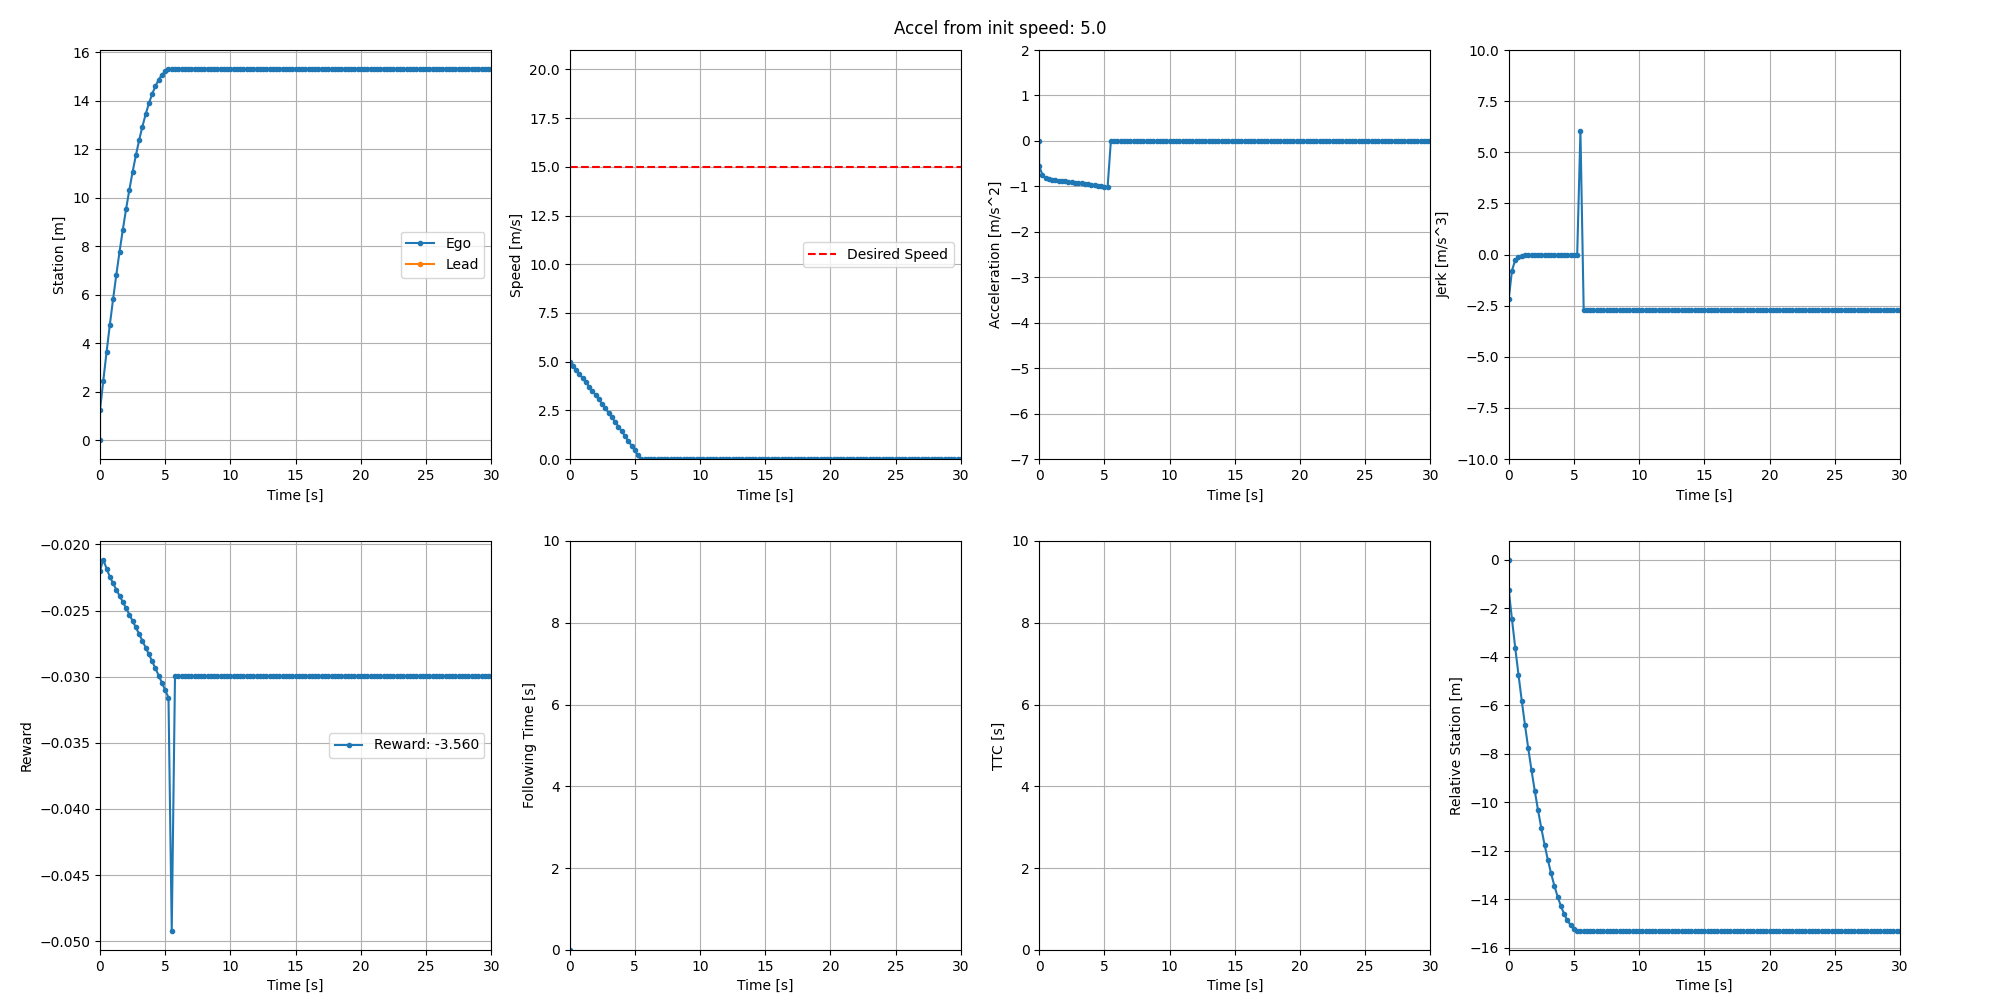 Accel from init speed: 5.0
16
14
12
10
8
6
4
2
0
Station [m]
Ego
Lead
0 5 10 15 20 25 30
Time [s]
20.0
17.5
15.0
12.5
10.0
7.5
5.0
2.5
0.0
Speed [m/s]
Desired Speed
0 5 10 15 20 25 30
Time [s]
2
1
0
−1
−2
−3
−4
−5
−6
−7
Acceleration [m/s^2]
0 5 10 15 20 25 30
Time [s]
10.0
7.5
5.0
2.5
0.0
−2.5
−5.0
−7.5
−10.0
Jerk [m/s^3]
0 5 10 15 20 25 30
Time [s]
−0.020
−0.025
−0.030
−0.035
−0.040
−0.045
−0.050
Reward
Reward: -3.560
0 5 10 15 20 25 30
Time [s]
10
8
6
4
2
0
Following Time [s]
0 5 10 15 20 25 30
Time [s]
10
8
6
4
2
0
TTC [s]
0 5 10 15 20 25 30
Time [s]
0
−2
−4
−6
−8
−10
−12
−14
−16
Relative Station [m]
0 5 10 15 20 25 30
Time [s]